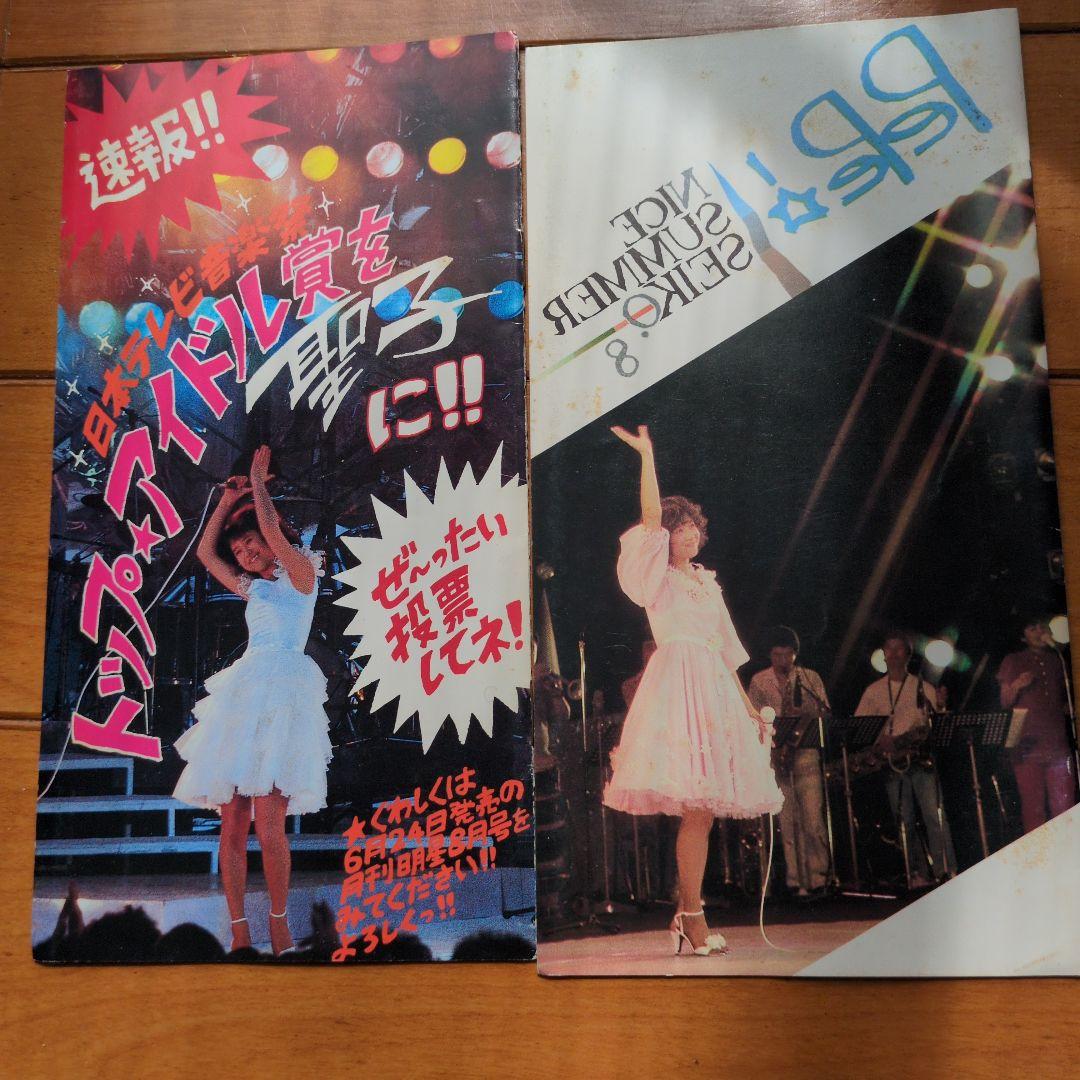 速報!!
日本テレビ音楽祭
トップ★アイドル賞を
聖子
に!!
ぜ〜ったい
投票
してネ!
★くわしくは
6月24日発売の
月刊明星8月号を
みてください!!
よろしくっ!!
NICE
SUMMER
SEIKO
8